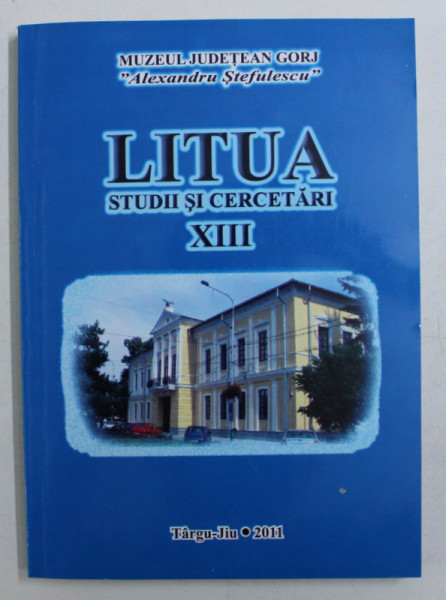 MUZEUL JUDEȚEAN GORJ
"Alexandru Ștefulescu"
LITUA
STUDII ȘI CERCETĂRI
XIII
Târgu-Jiu • 2011